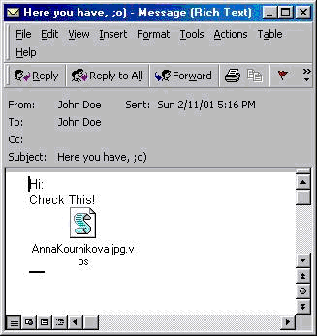 Here you have, ;o) - Message (Rich Text)
File Edit View Insert Format Tools Actions Table
Help
Reply Reply to All Forward
From: John Doe Sent: Sun 2/11/01 5:16 PM
To: John Doe
Cc:
Subject: Here you have, ;o)
Hi:
Check This!
AnnaKournikova.jpg.v
bs